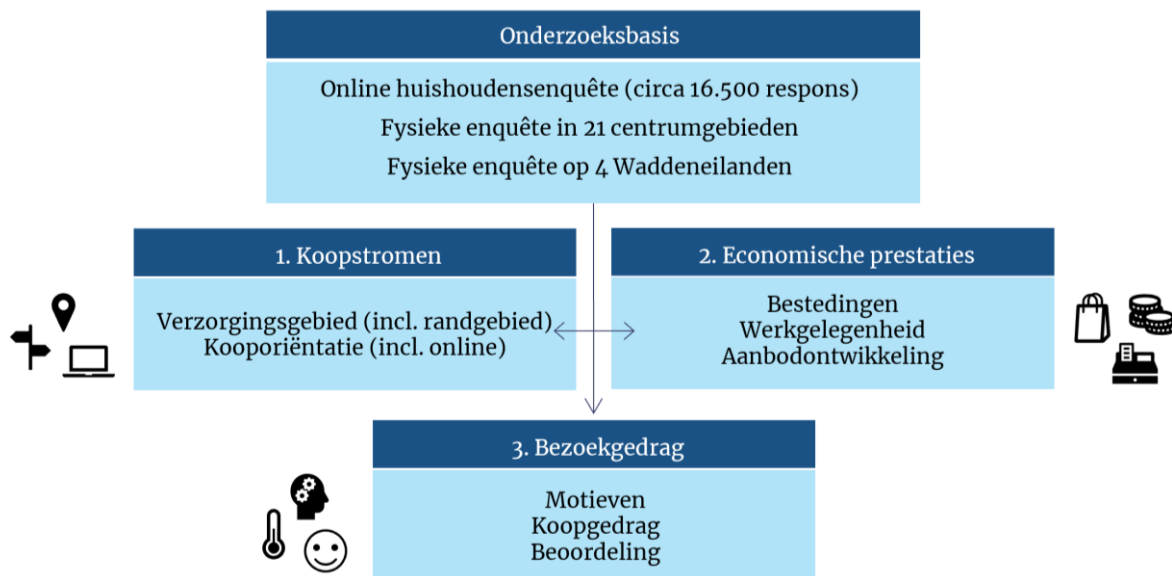 Onderzoeksbasis
Online huishoudensenquête (circa 16.500 respons)
Fysieke enquête in 21 centrumgebieden
Fysieke enquête op 4 Waddeneilanden
1. Koopstromen
Verzorgingsgebied (incl. randgebied)
Kooporiëntatie (incl. online)
2. Economische prestaties
Bestedingen
Werkgelegenheid
Aanbodontwikkeling
3. Bezoekgedrag
Motieven
Koopgedrag
Beoordeling